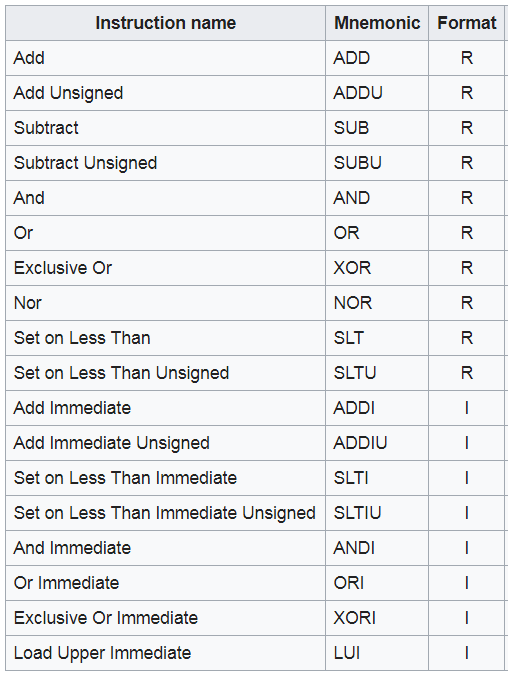 Instruction name Mnemonic Format
Add ADD R
Add Unsigned ADDU R
Subtract SUB R
Subtract Unsigned SUBU R
And AND R
Or OR R
Exclusive Or XOR R
Nor NOR R
Set on Less Than SLT R
Set on Less Than Unsigned SLTU R
Add Immediate ADDI I
Add Immediate Unsigned ADDIU I
Set on Less Than Immediate SLTI I
Set on Less Than Immediate Unsigned SLTIU I
And Immediate ANDI I
Or Immediate ORI I
Exclusive Or Immediate XORI I
Load Upper Immediate LUI I